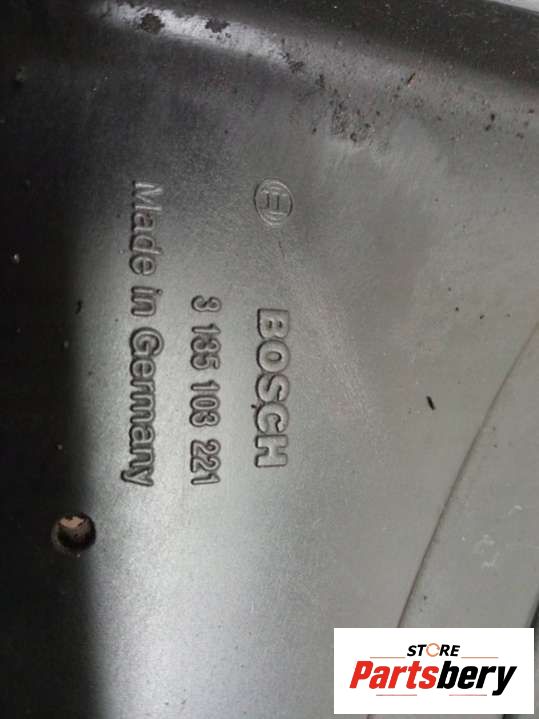 BOSCH
3 135 103 221
Made in Germany
STORE
Partsbery